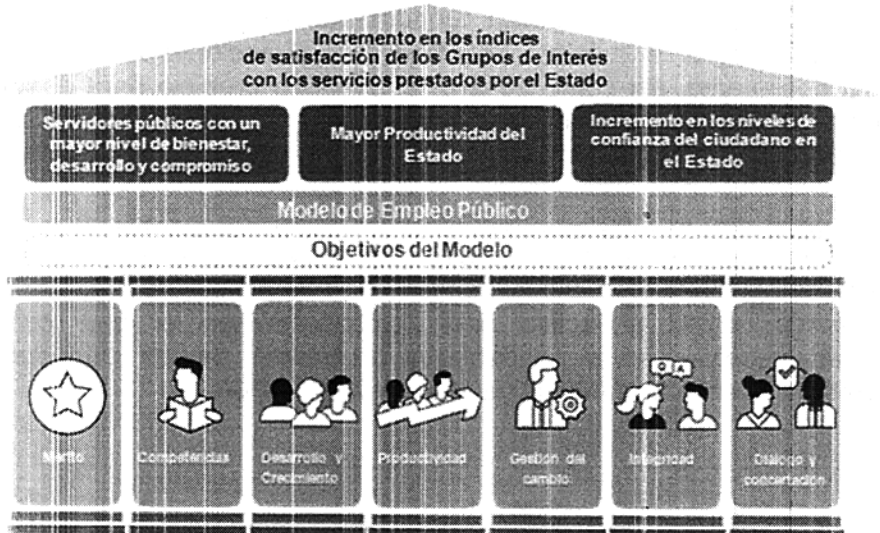 Incremento en los índices
de satisfacción de los Grupos de Interés
con los servicios prestados por el Estado
Servidores públicos con un
mayor nivel de bienestar,
desarrollo y compromiso
Mayor Productividad del
Estado
Incremento en los niveles de
confianza del ciudadano en
el Estado
Modelo de Empleo Público
Objetivos del Modelo
Mérito
Competencias
Desarrollo y
Crecimiento
Productividad
Gestión del
cambio
Q A
Integridad
Diálogo y
concertación